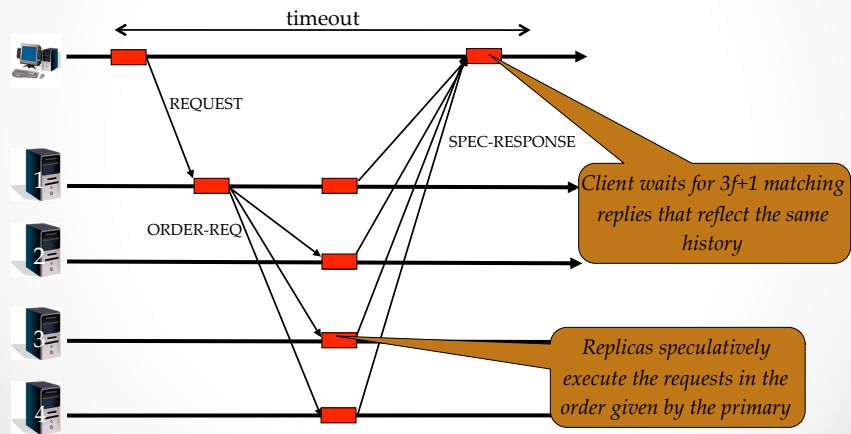 timeout
REQUEST
SPEC-RESPONSE
1
Client waits for 3f+1 matching
replies that reflect the same
history
ORDER-REQ
2
3
Replicas speculatively
execute the requests in the
order given by the primary
4